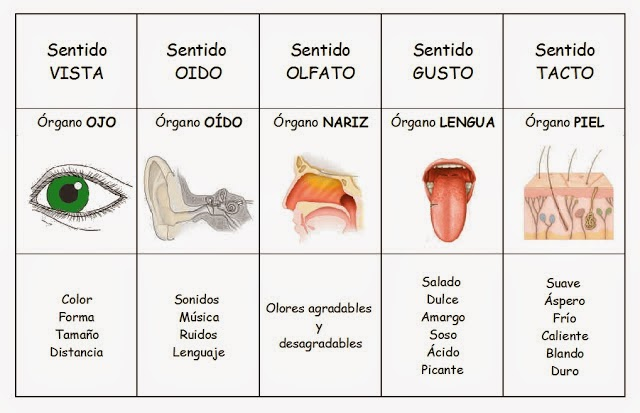 Sentido
VISTA
Sentido
OIDO
Sentido
OLFATO
Sentido
GUSTO
Sentido
TACTO
Órgano OJO
Órgano OÍDO
Órgano NARIZ
Órgano LENGUA
Órgano PIEL
Color
Forma
Tamaño
Distancia
Sonidos
Música
Ruidos
Lenguaje
Olores agradables
y
desagradables
Salado
Dulce
Amargo
Soso
Ácido
Picante
Suave
Áspero
Frío
Caliente
Blando
Duro